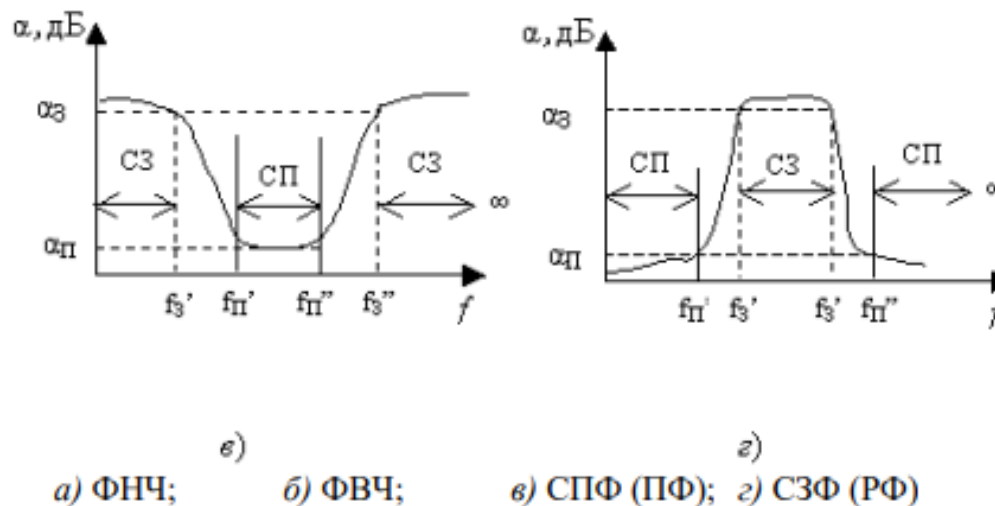 α, дБ
α, дБ
αЗ
αЗ
СЗ
СП
СЗ
∞
СП
СЗ
СП
∞
αП
αП
fЗ’ fП’ fП’’ fЗ’’ f
fП’ fЗ’ fЗ’ fП’’
в)
г)
а) ФНЧ; б) ФВЧ; в) СПФ (ПФ); г) СЗФ (РФ)